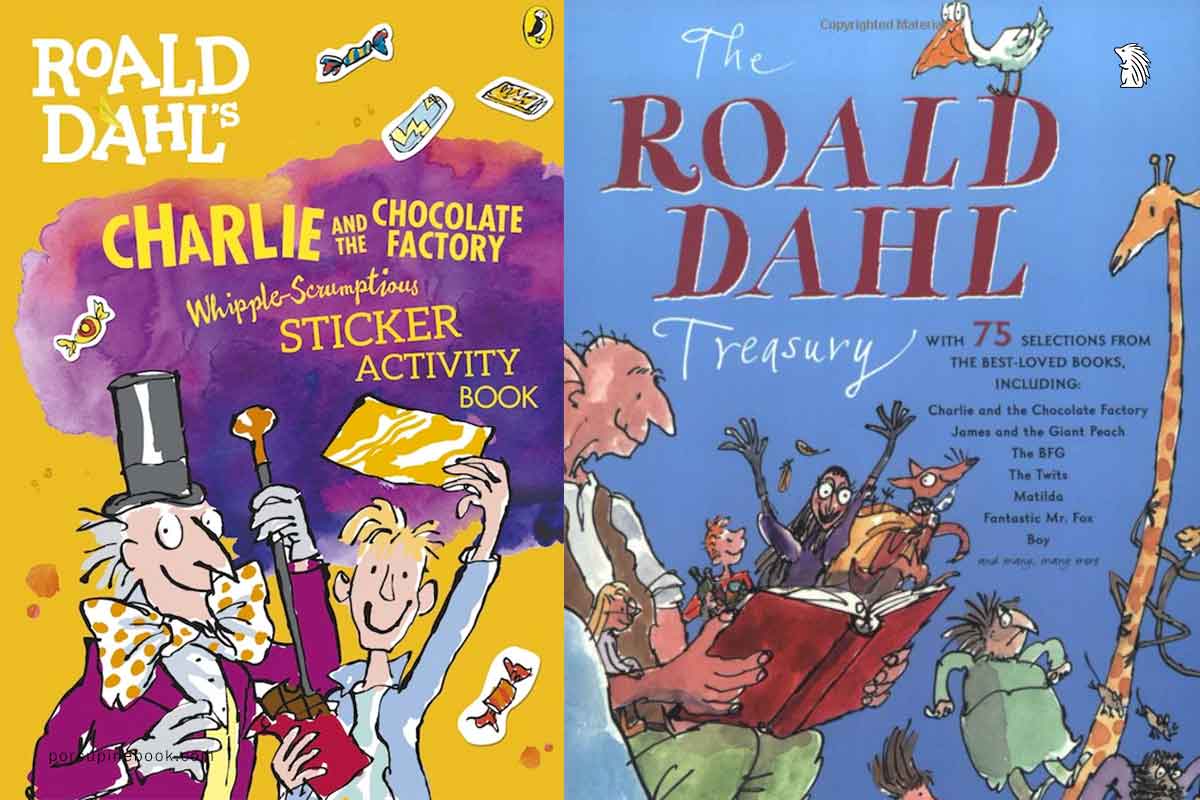 ROALD
DAHL'S
CHARLIE AND THE CHOCOLATE FACTORY
Whipple-Scrumptious
STICKER
ACTIVITY
BOOK
porcupinebook.com
Copyrighted Material
The
ROALD
DAHL
Treasury
WITH 75 SELECTIONS FROM
THE BEST-LOVED BOOKS,
INCLUDING:
Charlie and the Chocolate Factory
James and the Giant Peach
The BFG
The Twits
Matilda
Fantastic Mr. Fox
Boy
and many, many more